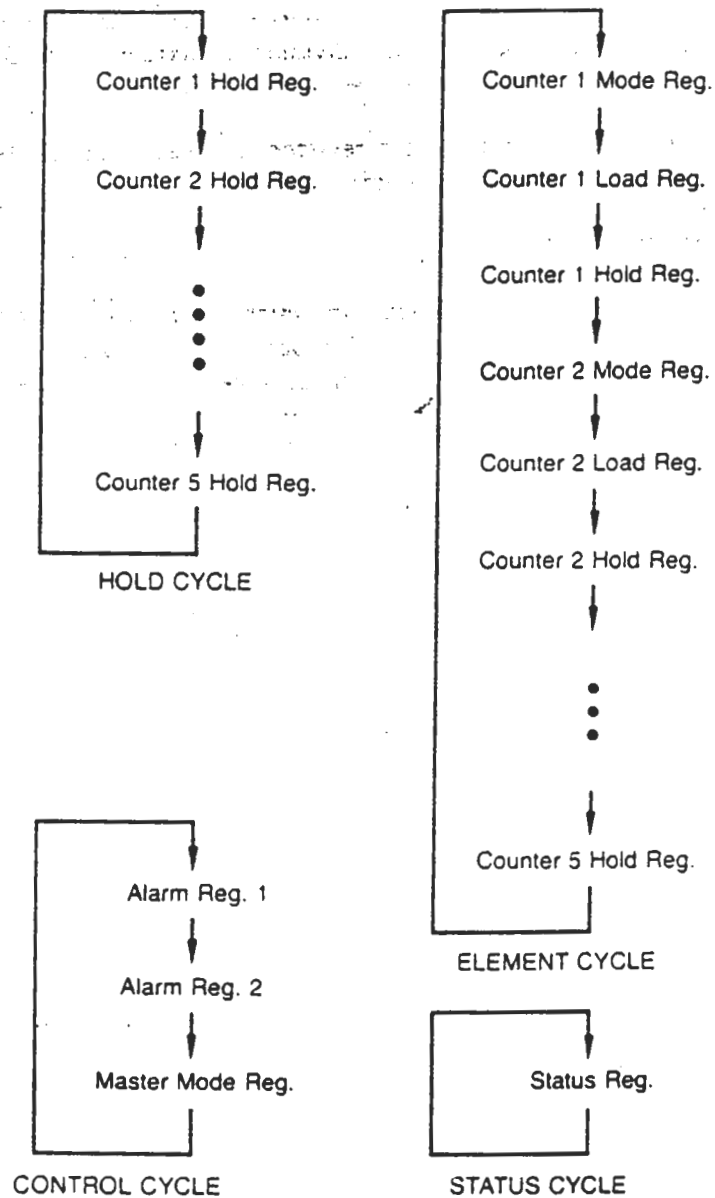 Counter 1 Hold Reg.
Counter 2 Hold Reg.
Counter 5 Hold Reg.
HOLD CYCLE
Counter 1 Mode Reg.
Counter 1 Load Reg.
Counter 1 Hold Reg.
Counter 2 Mode Reg.
Counter 2 Load Reg.
Counter 2 Hold Reg.
Counter 5 Hold Reg.
ELEMENT CYCLE
Alarm Reg. 1
Alarm Reg. 2
Master Mode Reg.
CONTROL CYCLE
Status Reg.
STATUS CYCLE